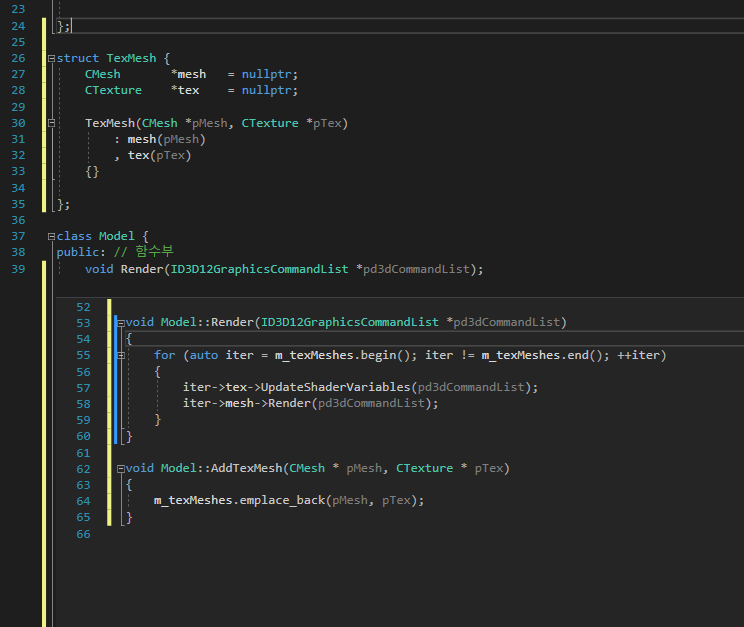 23
24 };
25
26 struct TexMesh {
27 CMesh *mesh = nullptr;
28 CTexture *tex = nullptr;
29
30 TexMesh(CMesh *pMesh, CTexture *pTex)
31 : mesh(pMesh)
32 , tex(pTex)
33 {}
34
35 };
36
37 class Model {
38 public: // 함수부
39 void Render(ID3D12GraphicsCommandList *pd3dCommandList);
52
53 void Model::Render(ID3D12GraphicsCommandList *pd3dCommandList)
54 {
55 for (auto iter = m_texMeshes.begin(); iter != m_texMeshes.end(); ++iter)
56 {
57 iter->tex->UpdateShaderVariables(pd3dCommandList);
58 iter->mesh->Render(pd3dCommandList);
59 }
60 }
61
62 void Model::AddTexMesh(CMesh * pMesh, CTexture * pTex)
63 {
64 m_texMeshes.emplace_back(pMesh, pTex);
65 }
66